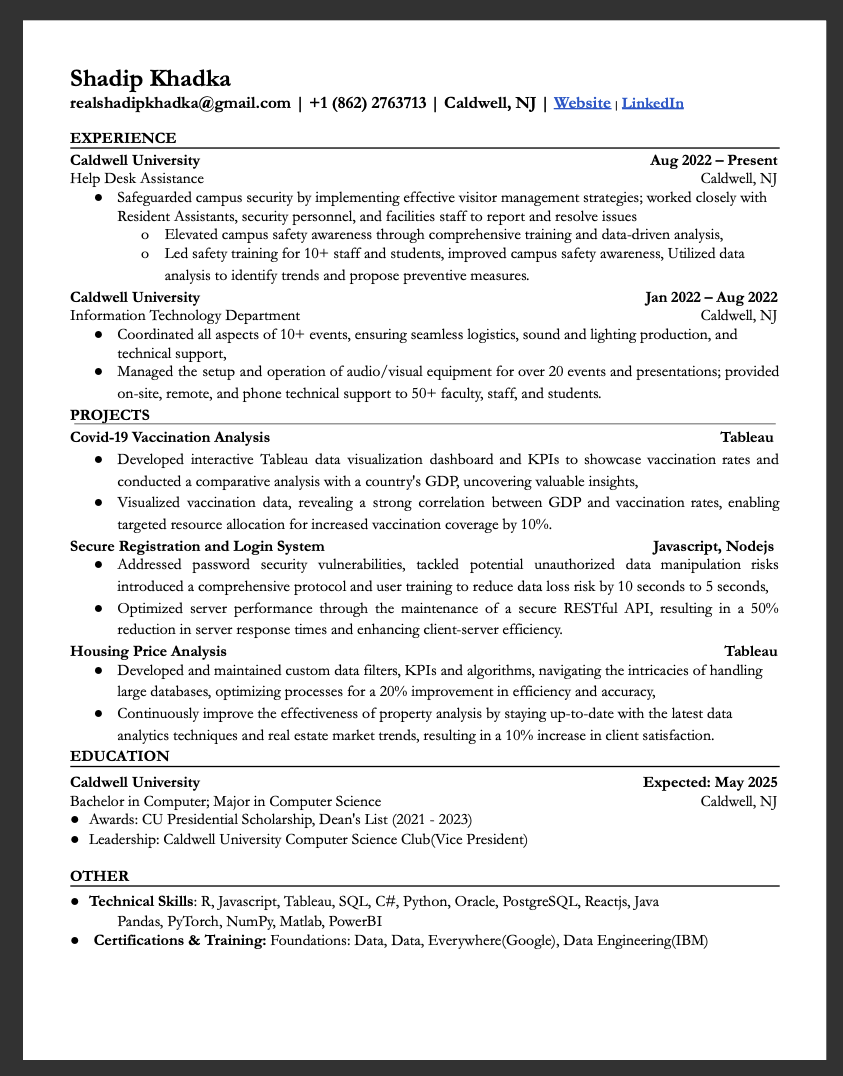 Shadip Khadka
realshadipkhadka@gmail.com | +1 (862) 2763713 | Caldwell, NJ | Website | LinkedIn
EXPERIENCE
Caldwell University Aug 2022 – Present
Help Desk Assistance Caldwell, NJ
● Safeguarded campus security by implementing effective visitor management strategies; worked closely with
Resident Assistants, security personnel, and facilities staff to report and resolve issues
o Elevated campus safety awareness through comprehensive training and data-driven analysis,
o Led safety training for 10+ staff and students, improved campus safety awareness, Utilized data
analysis to identify trends and propose preventive measures.
Caldwell University Jan 2022 – Aug 2022
Information Technology Department Caldwell, NJ
● Coordinated all aspects of 10+ events, ensuring seamless logistics, sound and lighting production, and
technical support,
● Managed the setup and operation of audio/visual equipment for over 20 events and presentations; provided
on-site, remote, and phone technical support to 50+ faculty, staff, and students.
PROJECTS
Covid-19 Vaccination Analysis Tableau
● Developed interactive Tableau data visualization dashboard and KPIs to showcase vaccination rates and
conducted a comparative analysis with a country's GDP, uncovering valuable insights,
● Visualized vaccination data, revealing a strong correlation between GDP and vaccination rates, enabling
targeted resource allocation for increased vaccination coverage by 10%.
Secure Registration and Login System Javascript, Nodejs
● Addressed password security vulnerabilities, tackled potential unauthorized data manipulation risks
introduced a comprehensive protocol and user training to reduce data loss risk by 10 seconds to 5 seconds,
● Optimized server performance through the maintenance of a secure RESTful API, resulting in a 50%
reduction in server response times and enhancing client-server efficiency.
Housing Price Analysis Tableau
● Developed and maintained custom data filters, KPIs and algorithms, navigating the intricacies of handling
large databases, optimizing processes for a 20% improvement in efficiency and accuracy,
● Continuously improve the effectiveness of property analysis by staying up-to-date with the latest data
analytics techniques and real estate market trends, resulting in a 10% increase in client satisfaction.
EDUCATION
Caldwell University Expected: May 2025
Bachelor in Computer; Major in Computer Science Caldwell, NJ
● Awards: CU Presidential Scholarship, Dean's List (2021 - 2023)
● Leadership: Caldwell University Computer Science Club(Vice President)
OTHER
● Technical Skills: R, Javascript, Tableau, SQL, C#, Python, Oracle, PostgreSQL, Reactjs, Java
Pandas, PyTorch, NumPy, Matlab, PowerBI
● Certifications & Training: Foundations: Data, Data, Everywhere(Google), Data Engineering(IBM)